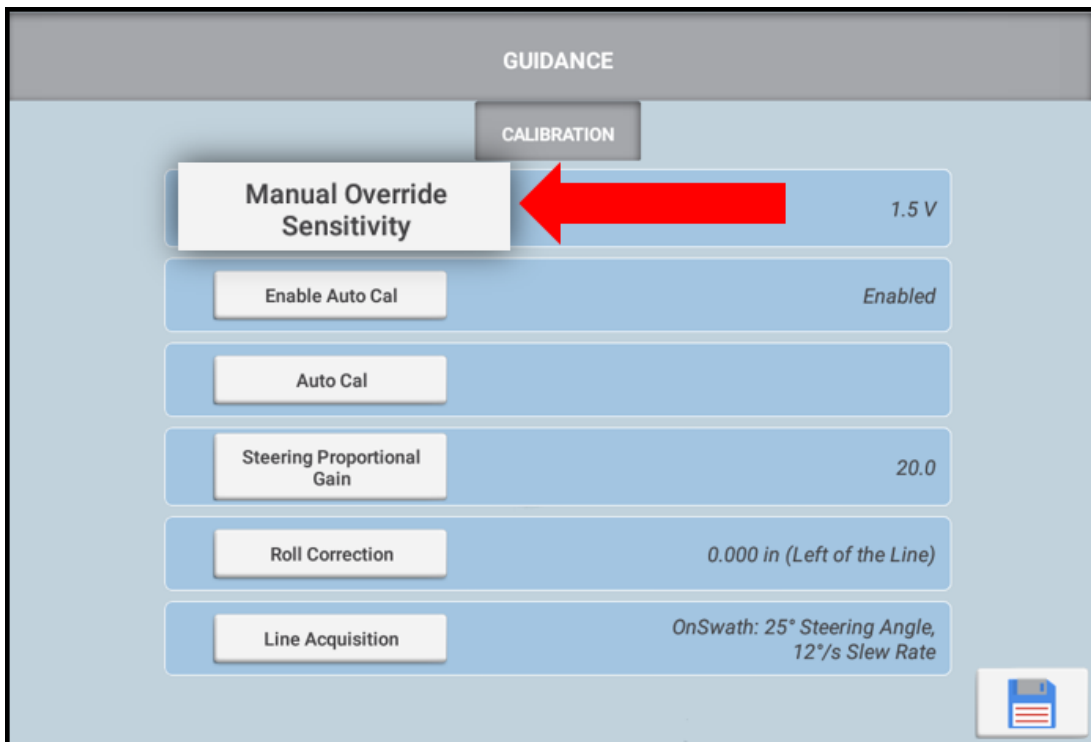 GUIDANCE
CALIBRATION
Manual Override
Sensitivity
1.5 V
Enable Auto Cal
Enabled
Auto Cal
Steering Proportional
Gain
20.0
Roll Correction
0.000 in (Left of the Line)
Line Acquisition
OnSwath: 25° Steering Angle,
12°/s Slew Rate